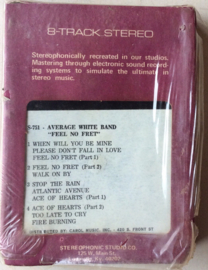 8-TRACK STEREO
Stereophonically recreated in our studios.
Mastering through electronic sound record-
ing systems to simulate the ultimate in
stereo music.
AVERAGE WHITE BAND
"FEEL NO FRET"
1 WHEN WILL YOU BE MINE
PLEASE DON'T FALL IN LOVE
FEEL NO FRET (Part 1)
2 FEEL NO FRET (Part 2)
WALK ON BY
3 STOP THE RAIN
ATLANTIC AVENUE
ACE OF HEARTS (Part 1)
4 ACE OF HEARTS (Part 2)
TOO LATE TO CRY
FIRE BURNING
STEREOPHONIC STUDIO CO.